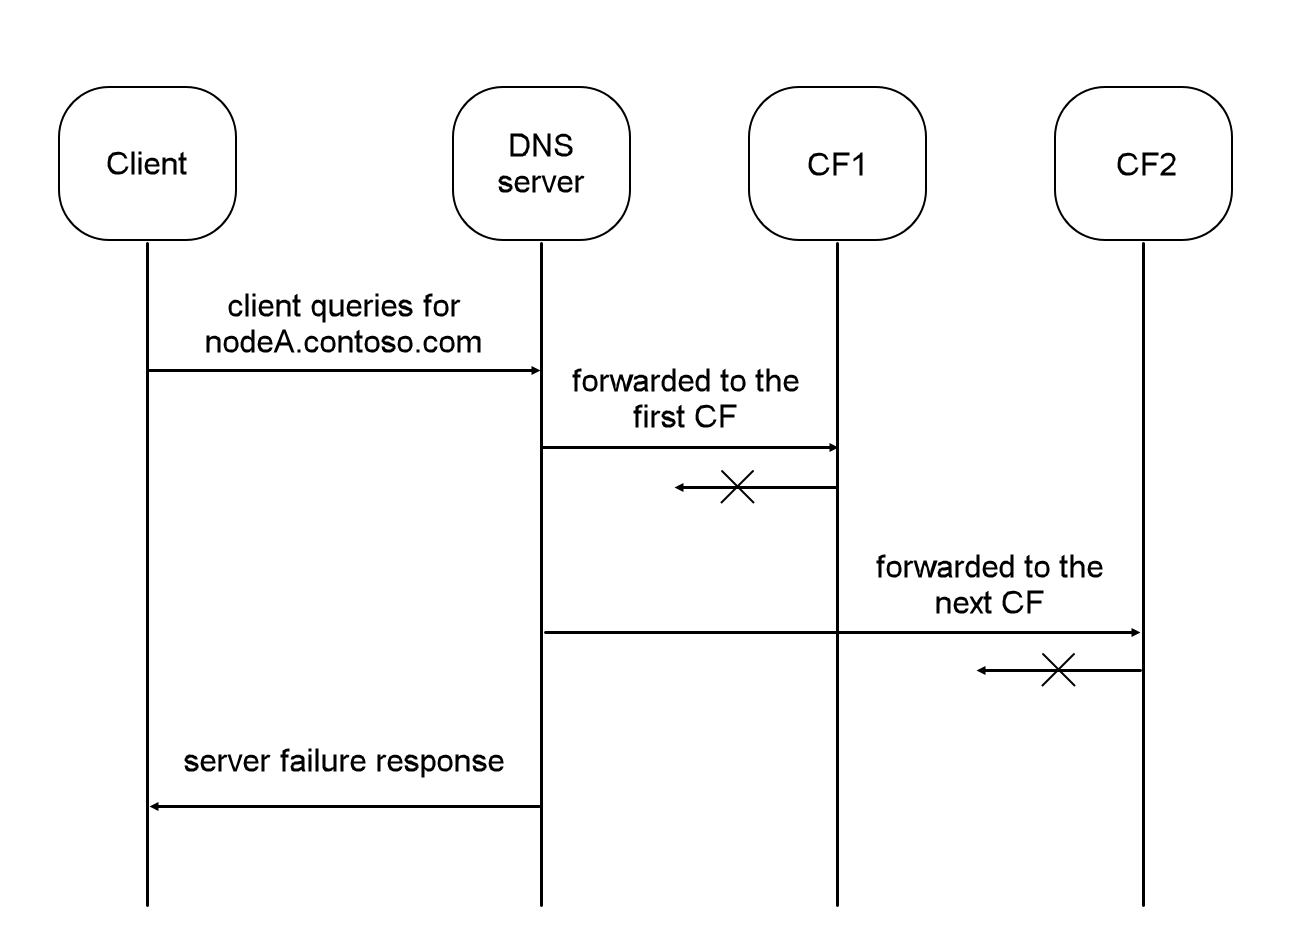 Client
DNS
server
CF1
CF2
client queries for
nodeA.contoso.com
forwarded to the
first CF
forwarded to the
next CF
server failure response